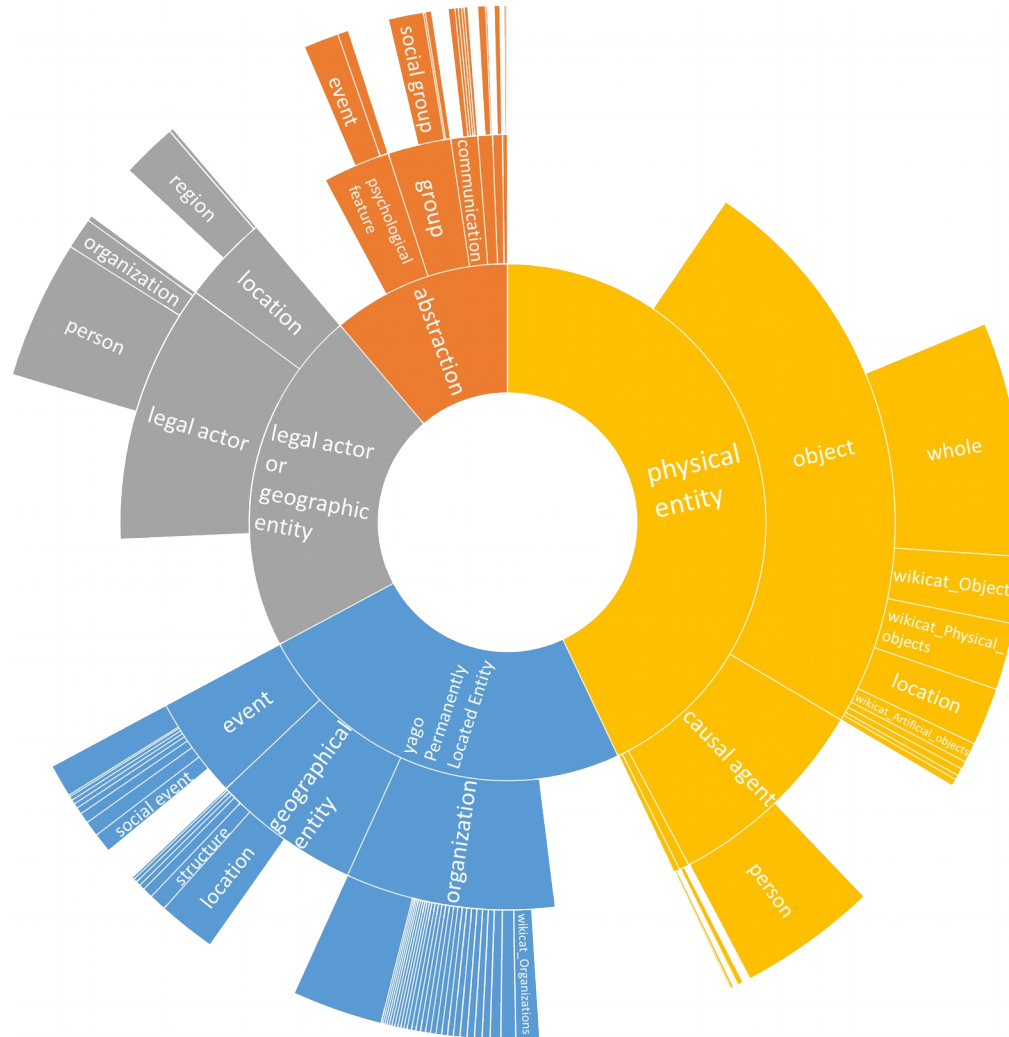 event
social group
psychological
feature
group
communication
abstraction
region
location
organization
person
legal actor
legal actor
or
geographic
entity
physical
entity
object
whole
wikicat_Object
wikicat_Physical_
objects
location
wikicat_Artificial_objects
causal agent
person
yago
Permanently
Located Entity
event
social event
geographical
entity
structure
location
organization
wikicat_Organizations